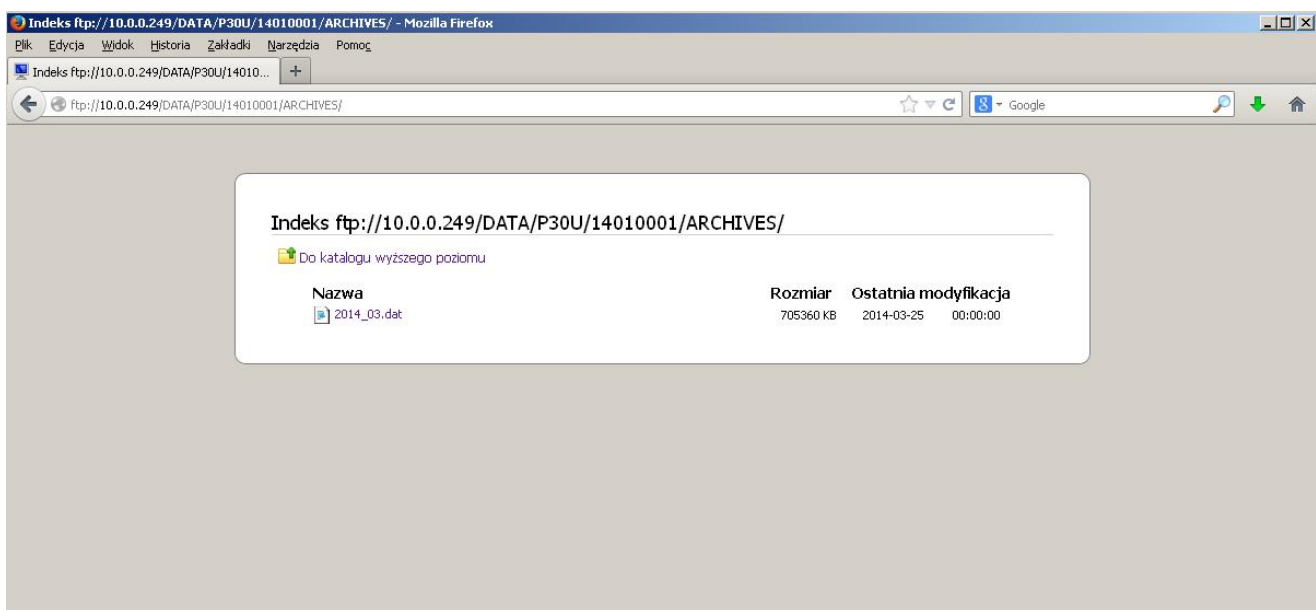 Indeks ftp://10.0.0.249/DATA/P30U/14010001/ARCHIVES/ - Mozilla Firefox
Plik Edycja Widok Historia Zakładki Narzędzia Pomoc
Indeks ftp://10.0.0.249/DATA/P30U/14010...
ftp://10.0.0.249/DATA/P30U/14010001/ARCHIVES/ Google
Indeks ftp://10.0.0.249/DATA/P30U/14010001/ARCHIVES/
Do katalogu wyższego poziomu
Nazwa Rozmiar Ostatnia modyfikacja
2014_03.dat 705360 KB 2014-03-25 00:00:00